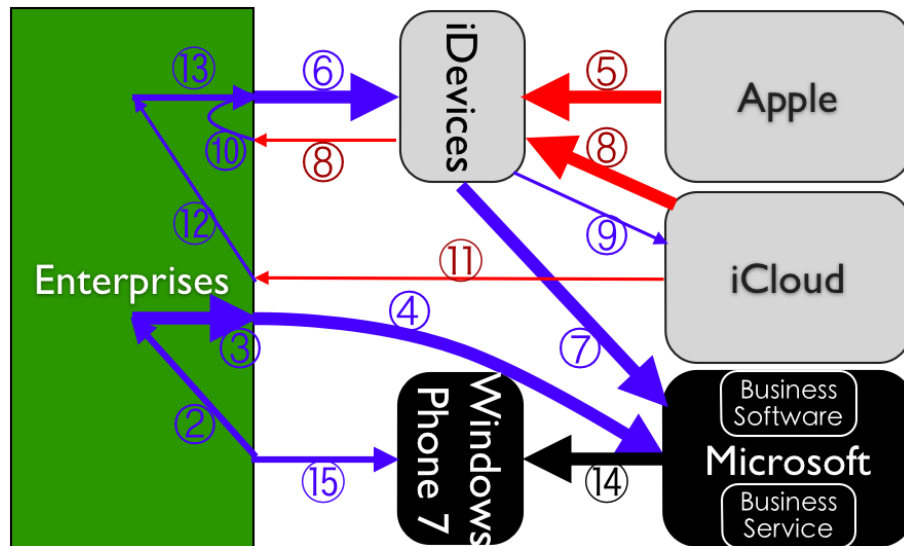 ⑬
⑥
iDevices
⑤
Apple
⑩
⑧
⑧
⑫
⑨
Enterprises
⑪
iCloud
④
③
⑦
②
Windows
Phone 7
Business
Software
Microsoft
⑮
⑭
Business
Service